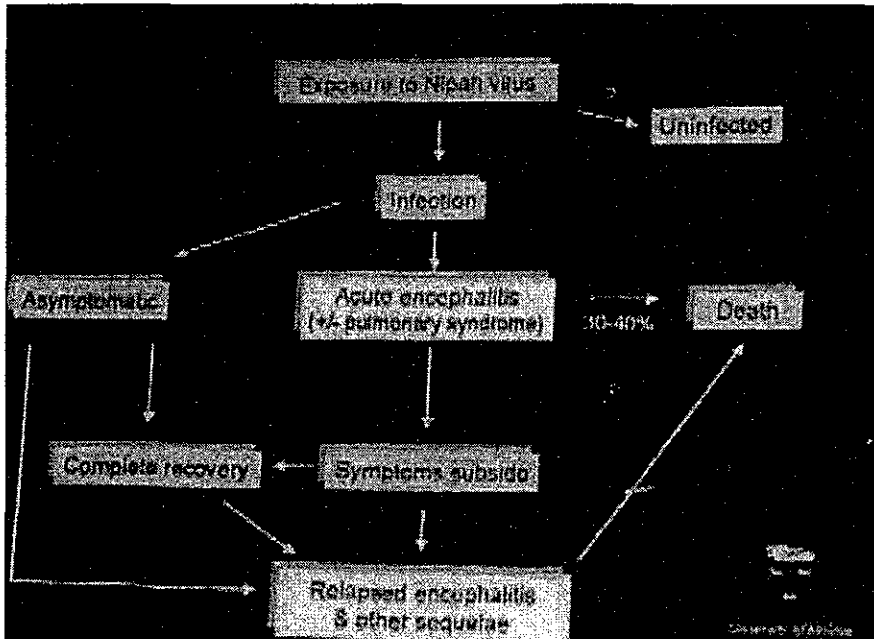 Exposure to Nipah virus
?
Uninfected
Infection
Asymptomatic
Acute encephalitis
(+/- pulmonary syndrome)
30-40%
Death
Complete recovery
Symptoms subside
Relapsed encephalitis
& other sequelae